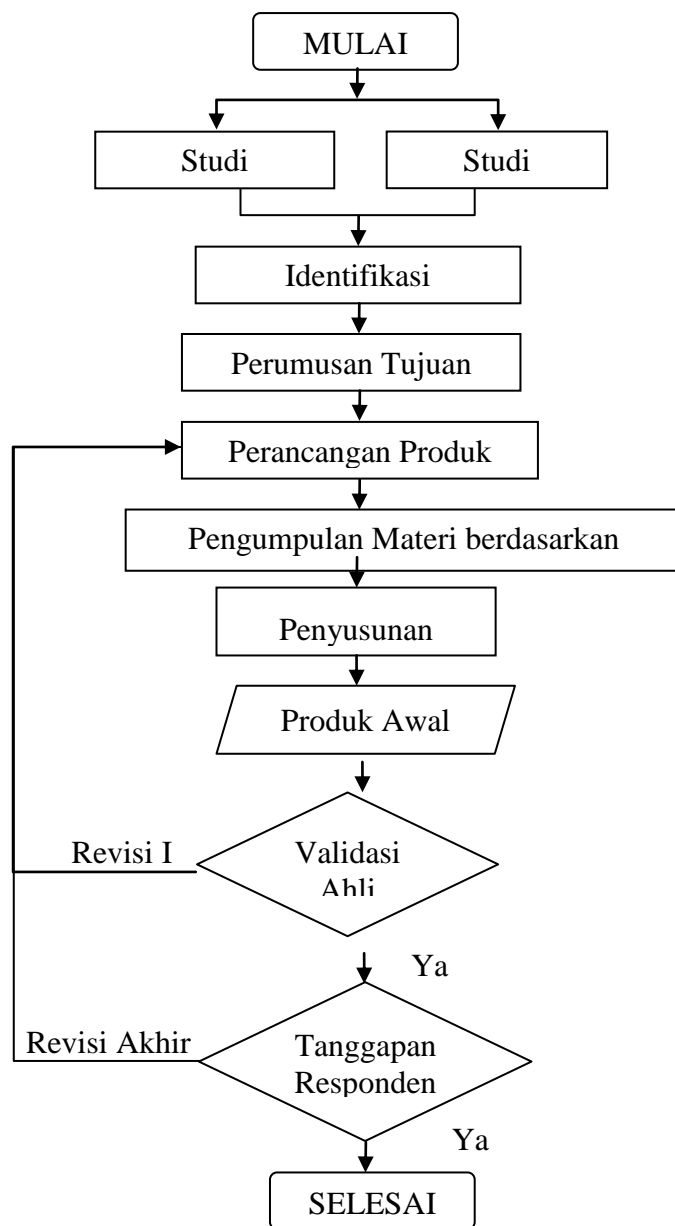 MULAI
Studi
Studi
Identifikasi
Perumusan Tujuan
Perancangan Produk
Pengumpulan Materi berdasarkan
Penyusunan
Produk Awal
Revisi I
Validasi
Ahli
Ya
Revisi Akhir
Tanggapan
Responden
Ya
SELESAI